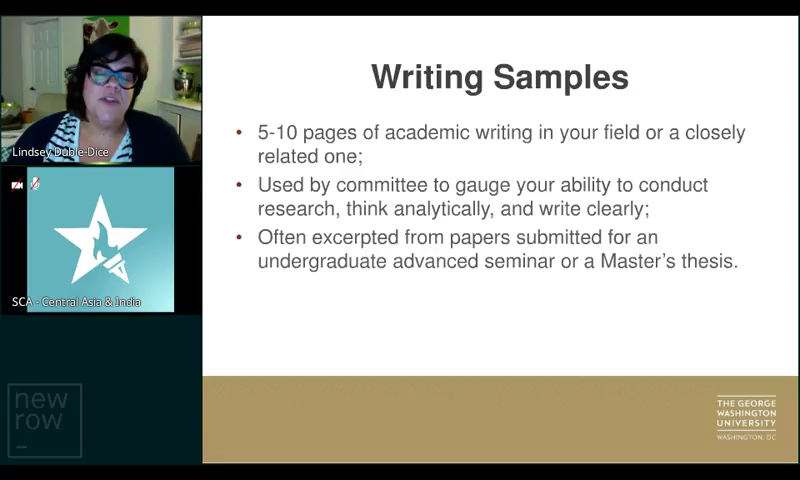 Writing Samples
• 5-10 pages of academic writing in your field or a closely
related one;
• Used by committee to gauge your ability to conduct
research, think analytically, and write clearly;
• Often excerpted from papers submitted for an
undergraduate advanced seminar or a Master's thesis.
Lindsey Dubie-Dice
SCA - Central Asia & India
new
row
THE GEORGE
WASHINGTON
UNIVERSITY
WASHINGTON, DC